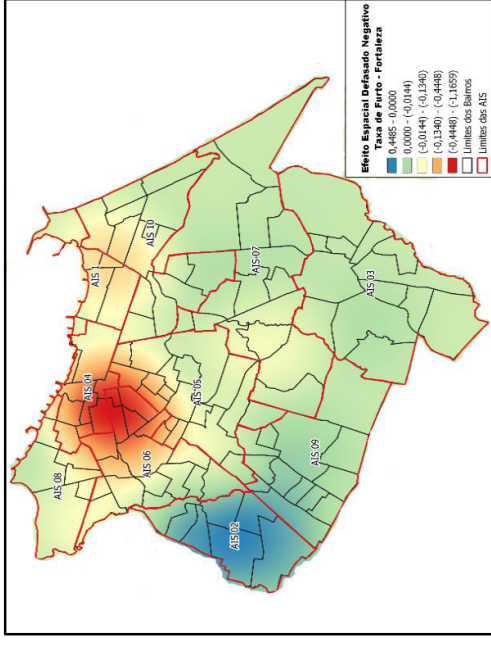 AIS 08
AIS 04
AIS 1
AIS 10
AIS 06
AIS 05
AIS 07
AIS 02
AIS 09
AIS 03
Efeito Espacial Defasado Negativo
Taxa de Furto - Fortaleza
0,4485 - 0,0000
0,0000 - (-0,0144)
(-0,0144) - (-0,1340)
(-0,1340) - (-0,4448)
(-0,4448) - (-1,1659)
Limites dos Bairros
Limites das AIS